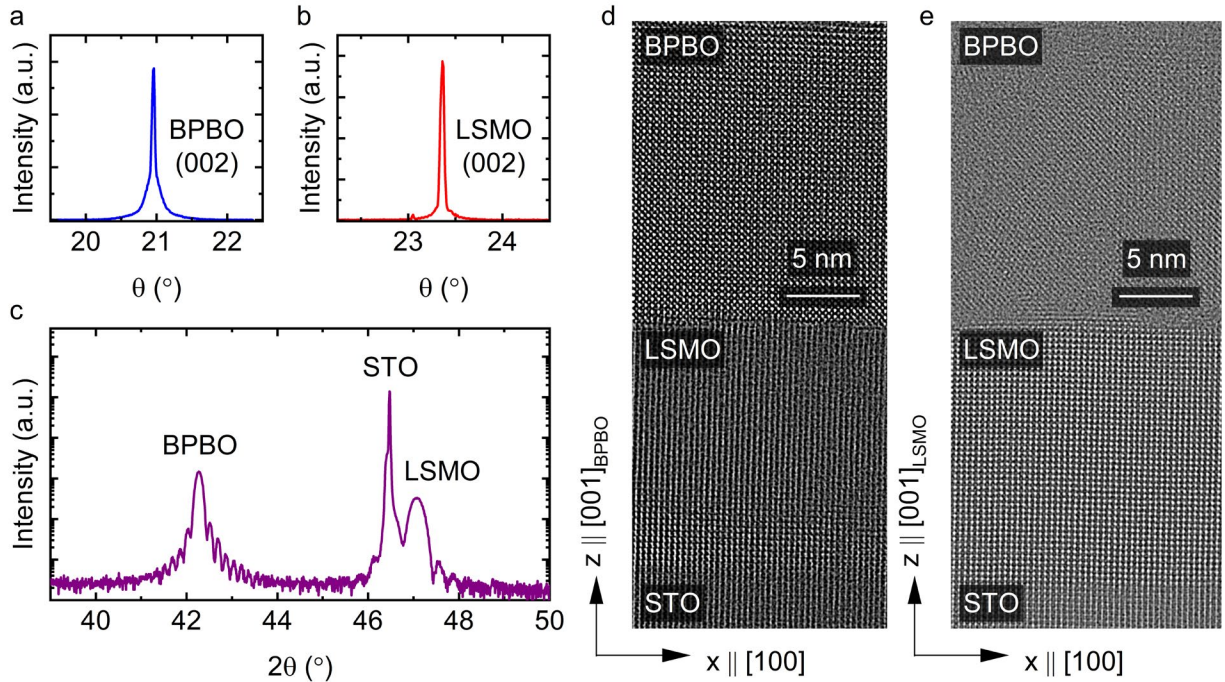 a
Intensity (a.u.)
BPBO
(002)
20 21 22
θ (°)
b
Intensity (a.u.)
LSMO
(002)
23 24
θ (°)
c
Intensity (a.u.)
BPBO
STO
LSMO
40 42 44 46 48 50
2θ (°)
d
BPBO
5 nm
LSMO
STO
z || [001]BPBO
x || [100]
e
BPBO
5 nm
LSMO
STO
z || [001]LSMO
x || [100]